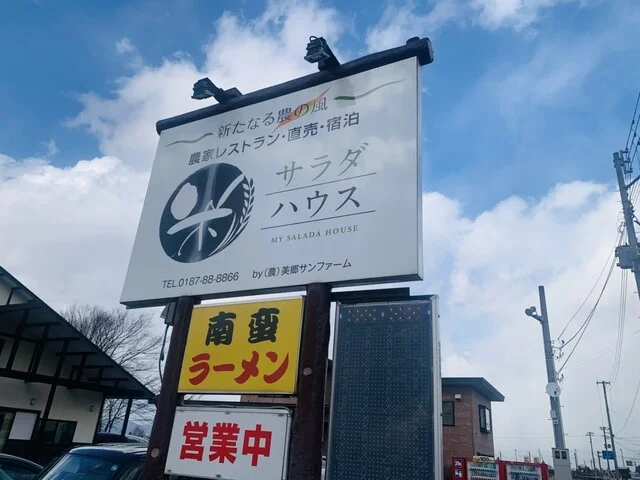 新たなる農の風
農家レストラン・直売・宿泊
米
サラダ
ハウス
MY SALADA HOUSE
TEL.0187-88-8866 by(農)美郷サンファーム
南蛮
ラーメン
営業中